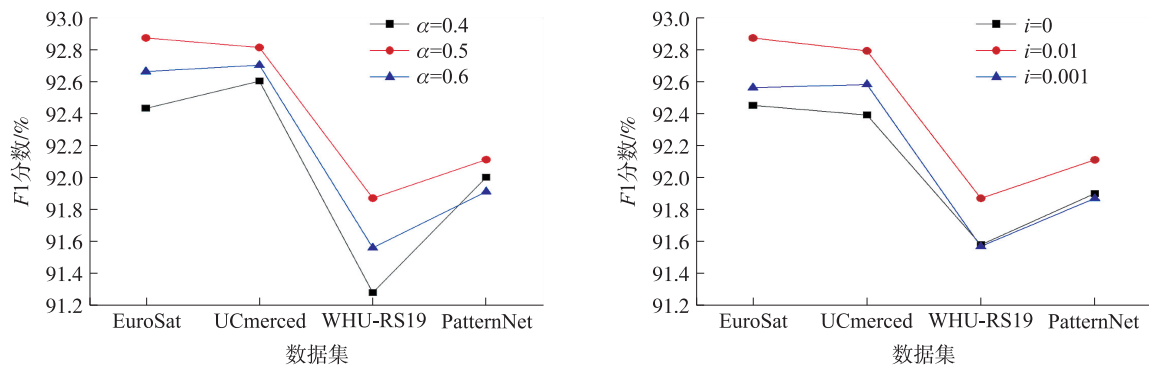 93.0
92.8
92.6
92.4
92.2
92.0
91.8
91.6
91.4
91.2
F1分数/%
α=0.4
α=0.5
α=0.6
EuroSat UCmerced WHU-RS19 PatternNet
数据集
93.0
92.8
92.6
92.4
92.2
92.0
91.8
91.6
91.4
91.2
F1分数/%
i=0
i=0.01
i=0.001
EuroSat UCmerced WHU-RS19 PatternNet
数据集